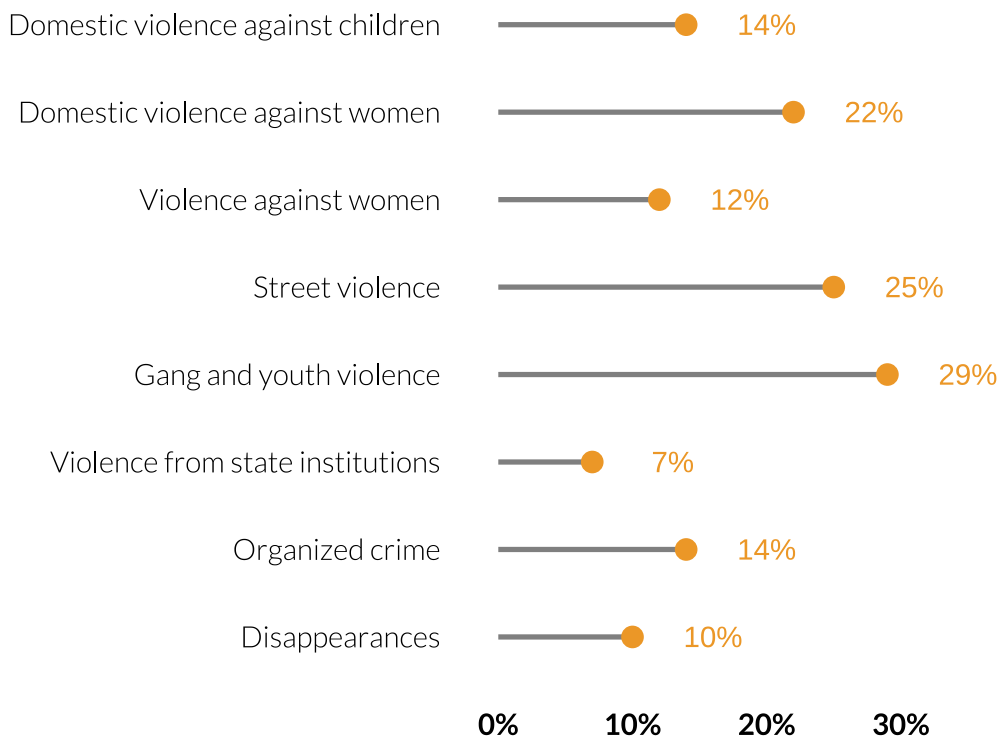 Domestic violence against children 14%
Domestic violence against women 22%
Violence against women 12%
Street violence 25%
Gang and youth violence 29%
Violence from state institutions 7%
Organized crime 14%
Disappearances 10%
0% 10% 20% 30%